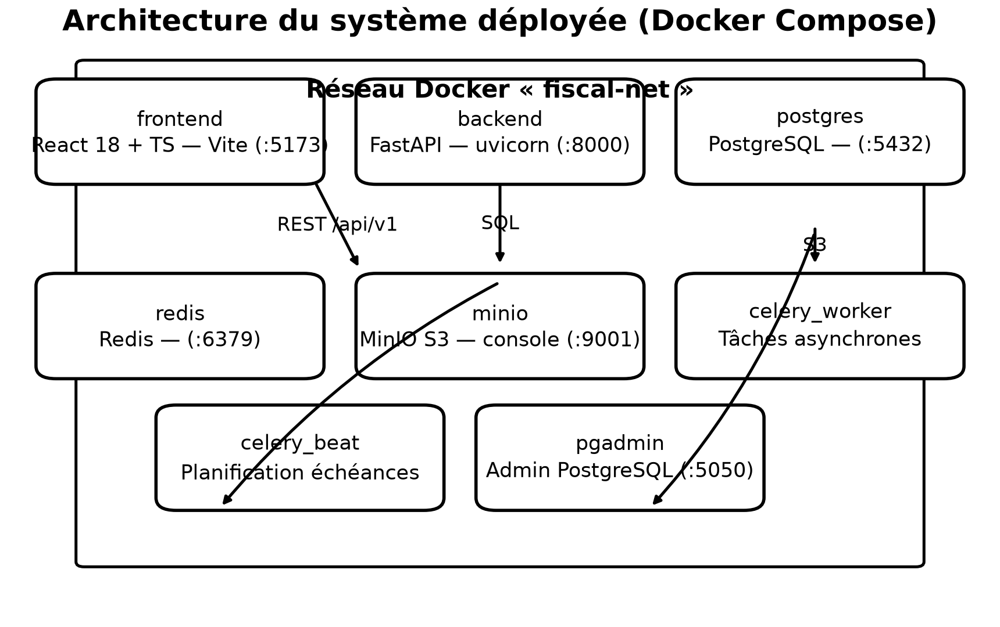 Architecture du système déployée (Docker Compose)
Réseau Docker « fiscal-net »
frontend
React 18 + TS — Vite (:5173)
backend
FastAPI — uvicorn (:8000)
postgres
PostgreSQL — (:5432)
REST /api/v1
SQL
S3
redis
Redis — (:6379)
minio
MinIO S3 — console (:9001)
celery_worker
Tâches asynchrones
celery_beat
Planification échéances
pgadmin
Admin PostgreSQL (:5050)